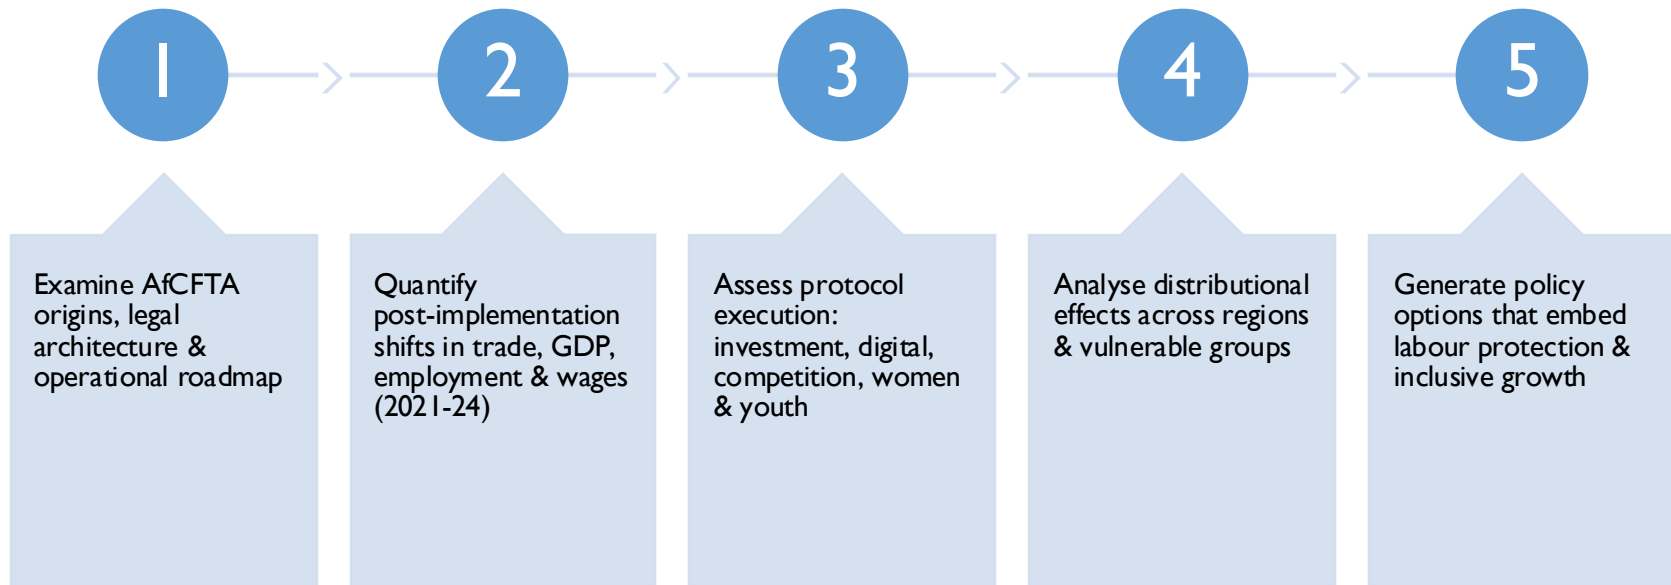 1
2
3
4
5
Examine AfCFTA
origins, legal
architecture &
operational roadmap
Quantify
post-implementation
shifts in trade, GDP,
employment & wages
(2021-24)
Assess protocol
execution:
investment, digital,
competition, women
& youth
Analyse distributional
effects across regions
& vulnerable groups
Generate policy
options that embed
labour protection &
inclusive growth